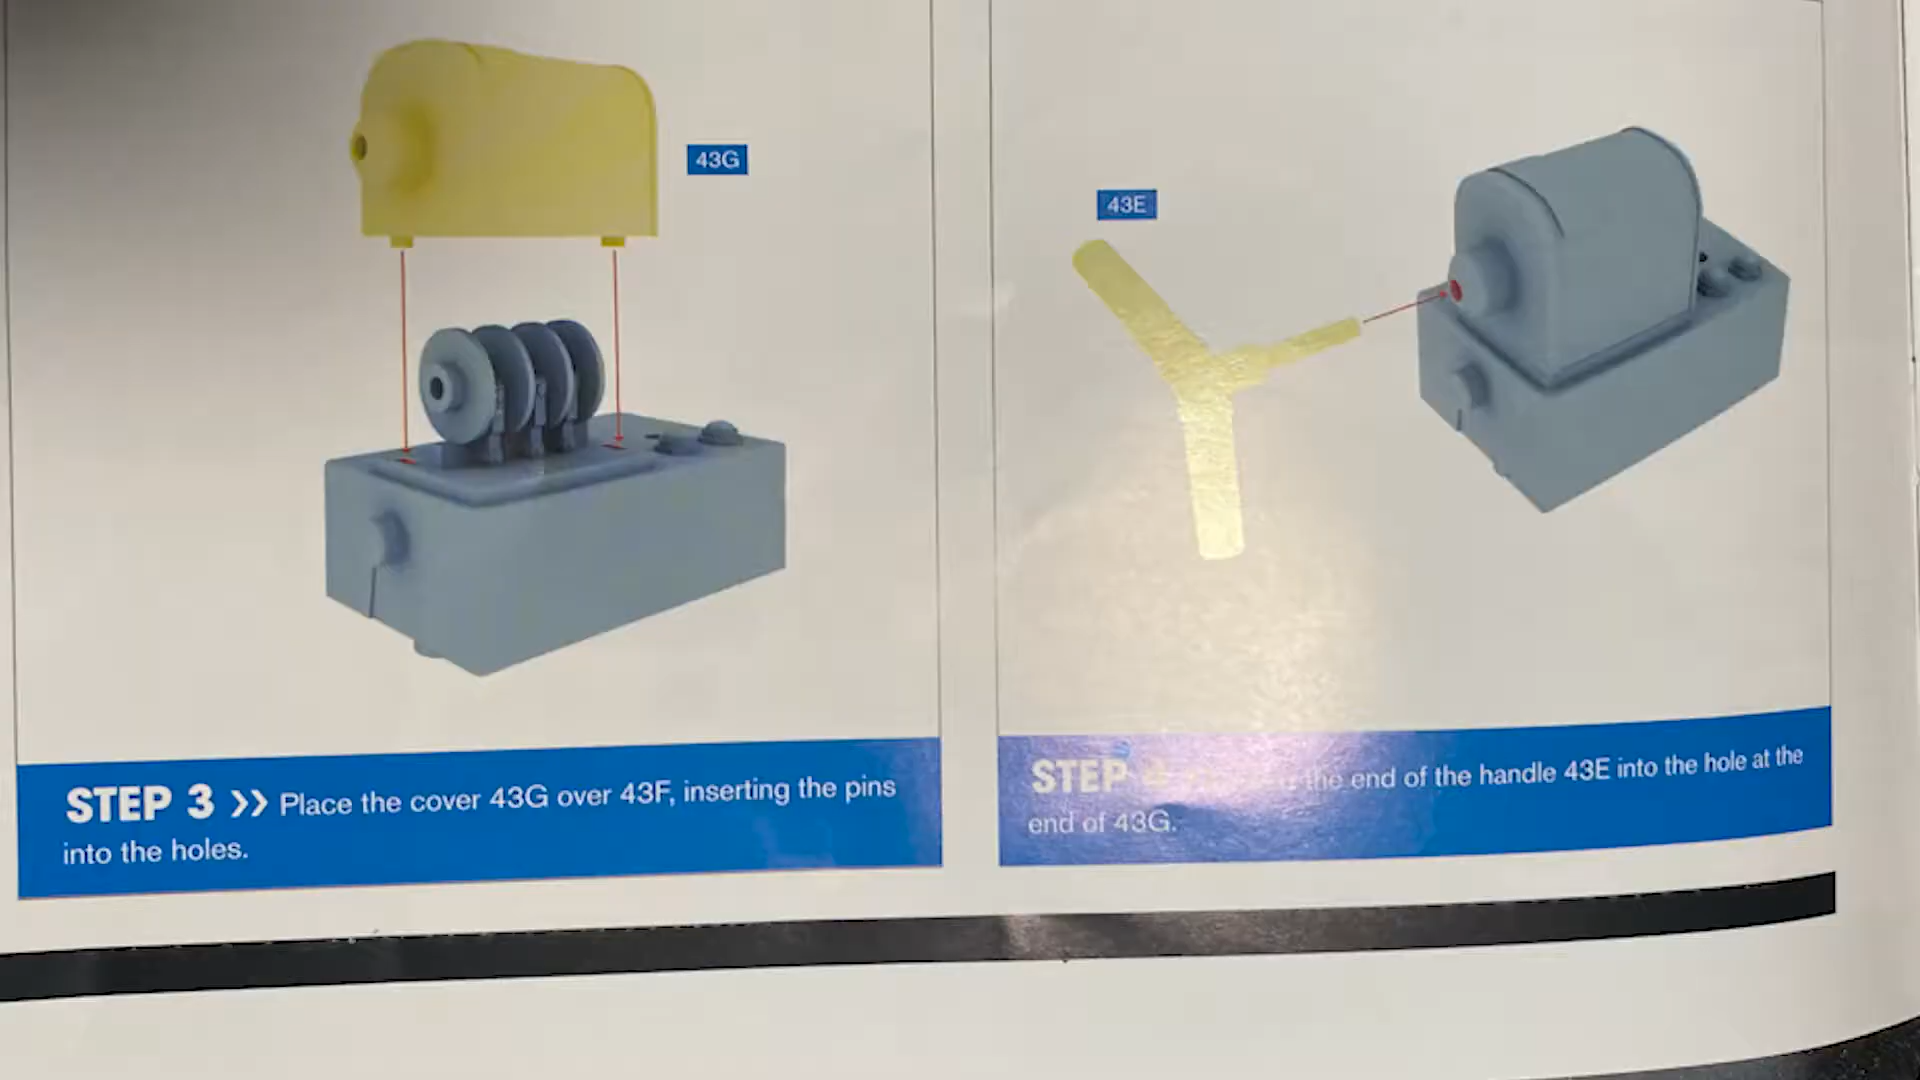 43G
STEP 3 >> Place the cover 43G over 43F, inserting the pins
into the holes.
43E
STEP the end of the handle 43E into the hole at the
end of 43G.